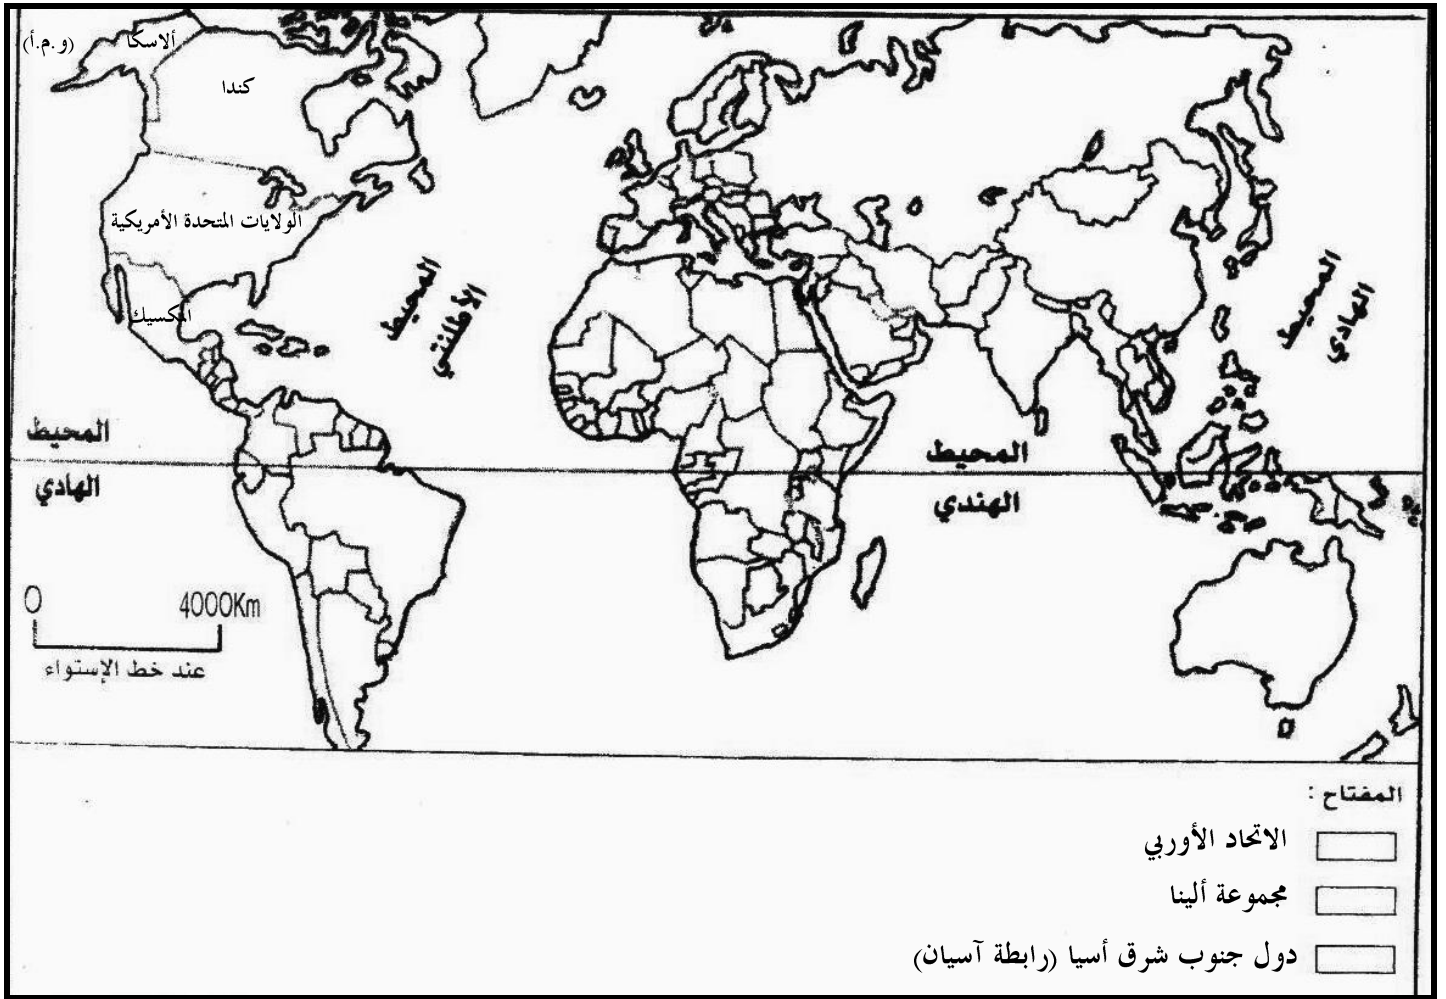 ألاسكا
(و.م.أ)
كندا
الولايات المتحدة الأمريكية
المكسيك
المحيط
الأطلنتي
المحيط
الهادي
المحيط
الهادي
المحيط
الهندي
0 4000Km
عند خط الإستواء
المفتاح :
الاتحاد الأوربي
مجموعة ألينا
دول جنوب شرق أسيا (رابطة آسيان)